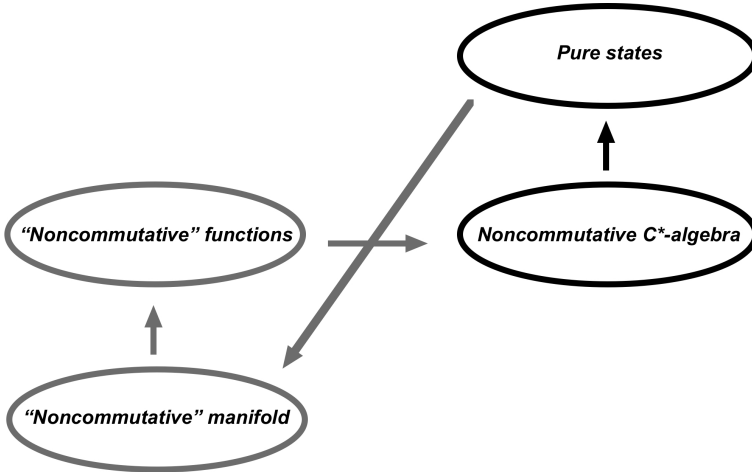 Pure states
“Noncommutative” functions
Noncommutative C*-algebra
“Noncommutative” manifold